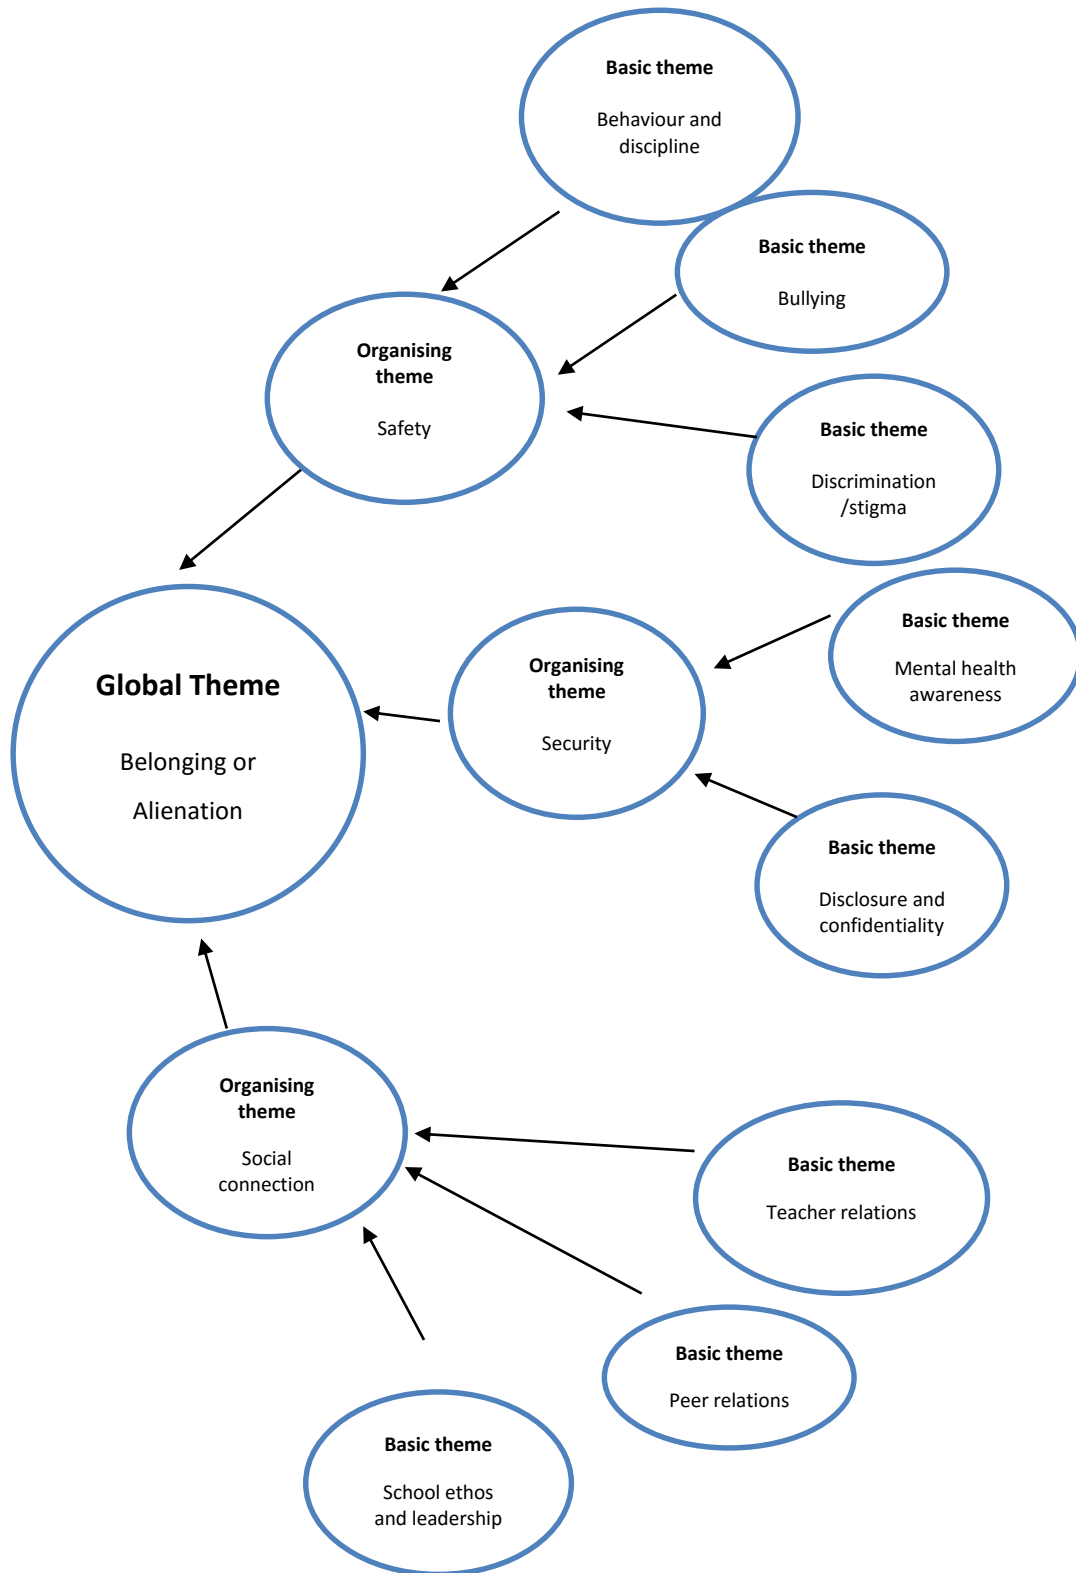 Basic theme
Behaviour and
discipline
Basic theme
Bullying
Organising
theme
Safety
Basic theme
Discrimination
/stigma
Basic theme
Mental health
awareness
Organising
theme
Security
Global Theme
Belonging or
Alienation
Basic theme
Disclosure and
confidentiality
Organising
theme
Social
connection
Basic theme
Teacher relations
Basic theme
Peer relations
Basic theme
School ethos
and leadership